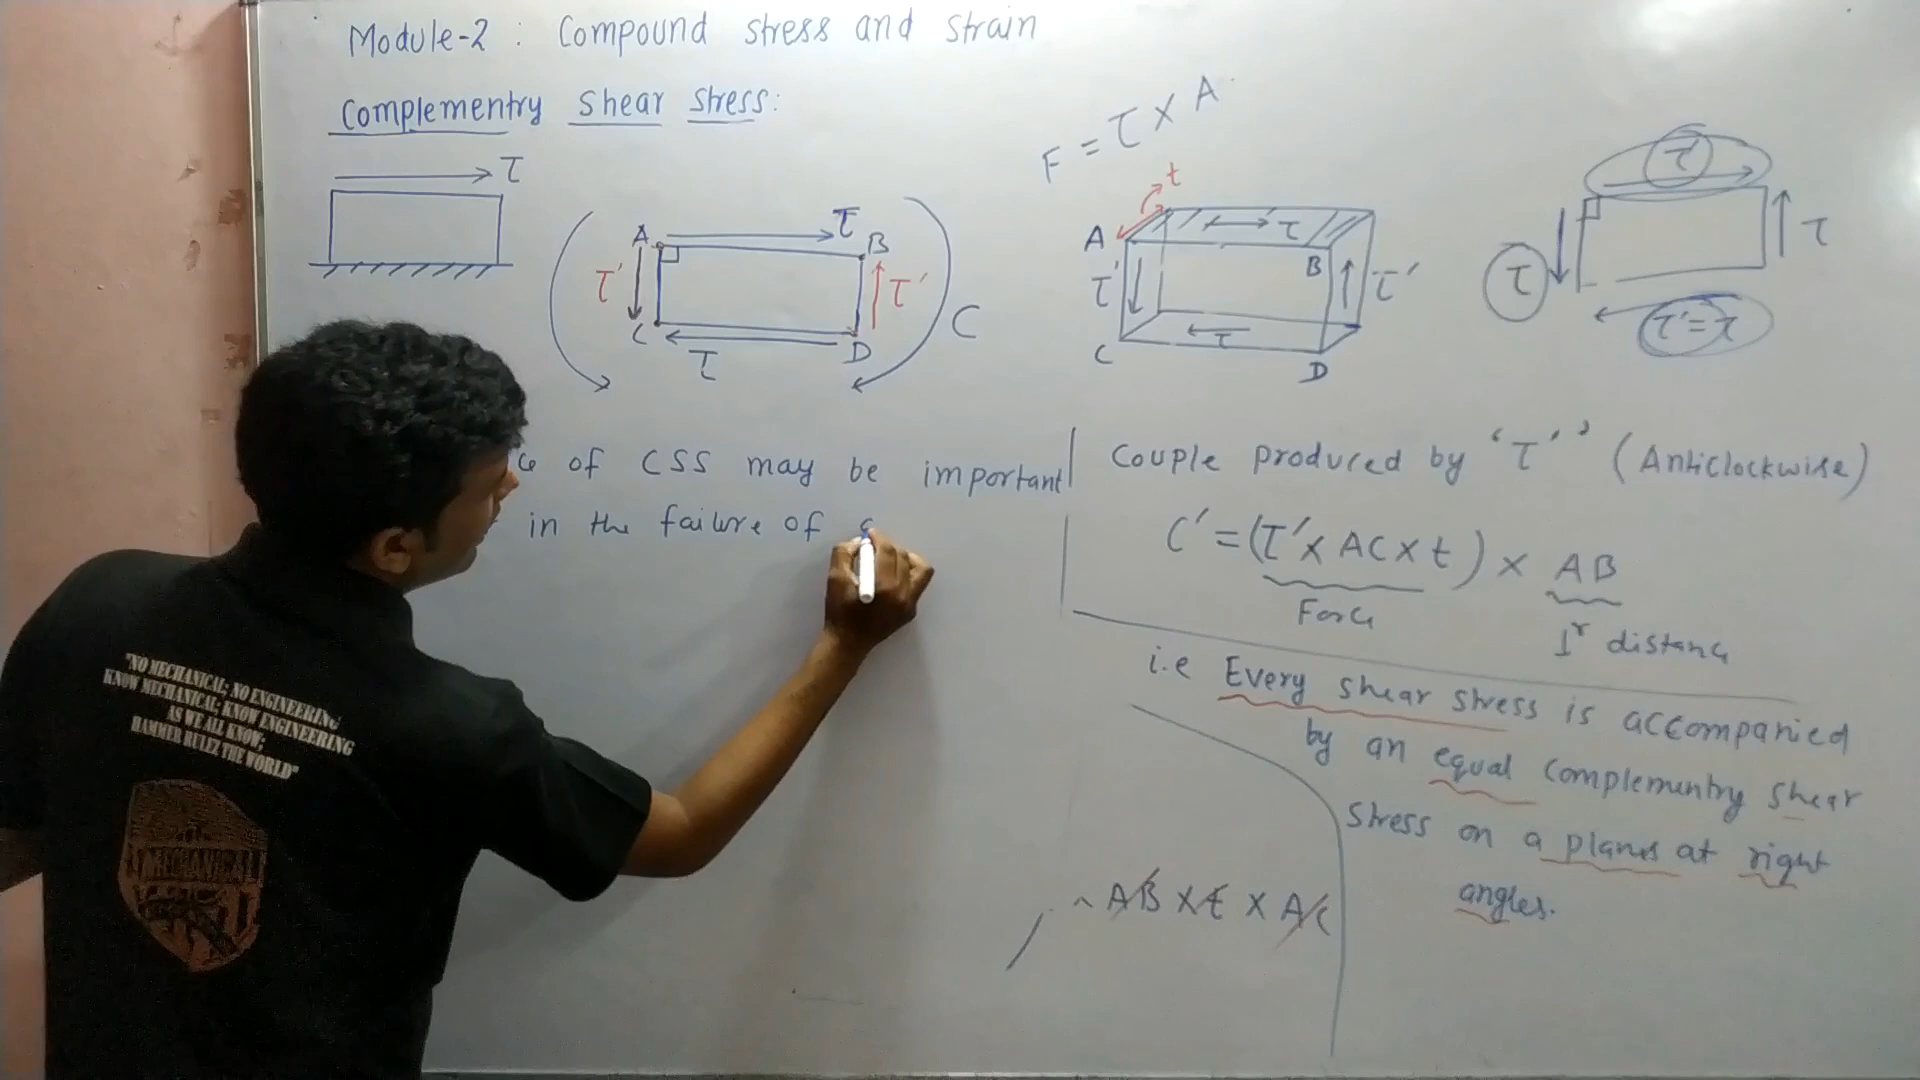 Module-2 : Compound stress and strain
Complementry shear stress:
τ
F = τ × A
t
τ
A
B
τ'
τ'
C
D
τ
C
A
τ
B
τ'
τ'
C
τ
D
τ
τ
τ
τ'=τ
of CSS may be important
in the failure of
Couple produced by 'τ'' (Anticlockwise)
C' = (τ' × AC × t) × AB
Force
⊥r distance
i.e Every shear stress is accompanied
by an equal complementry shear
stress on a planes at right
angles.
AB × t × AC
"NO MECHANICAL; NO ENGINEERING
KNOW MECHANICAL; KNOW ENGINEERING
AS WE ALL KNOW;
HAMMER RULEZ THE WORLD"
MECHANICAL